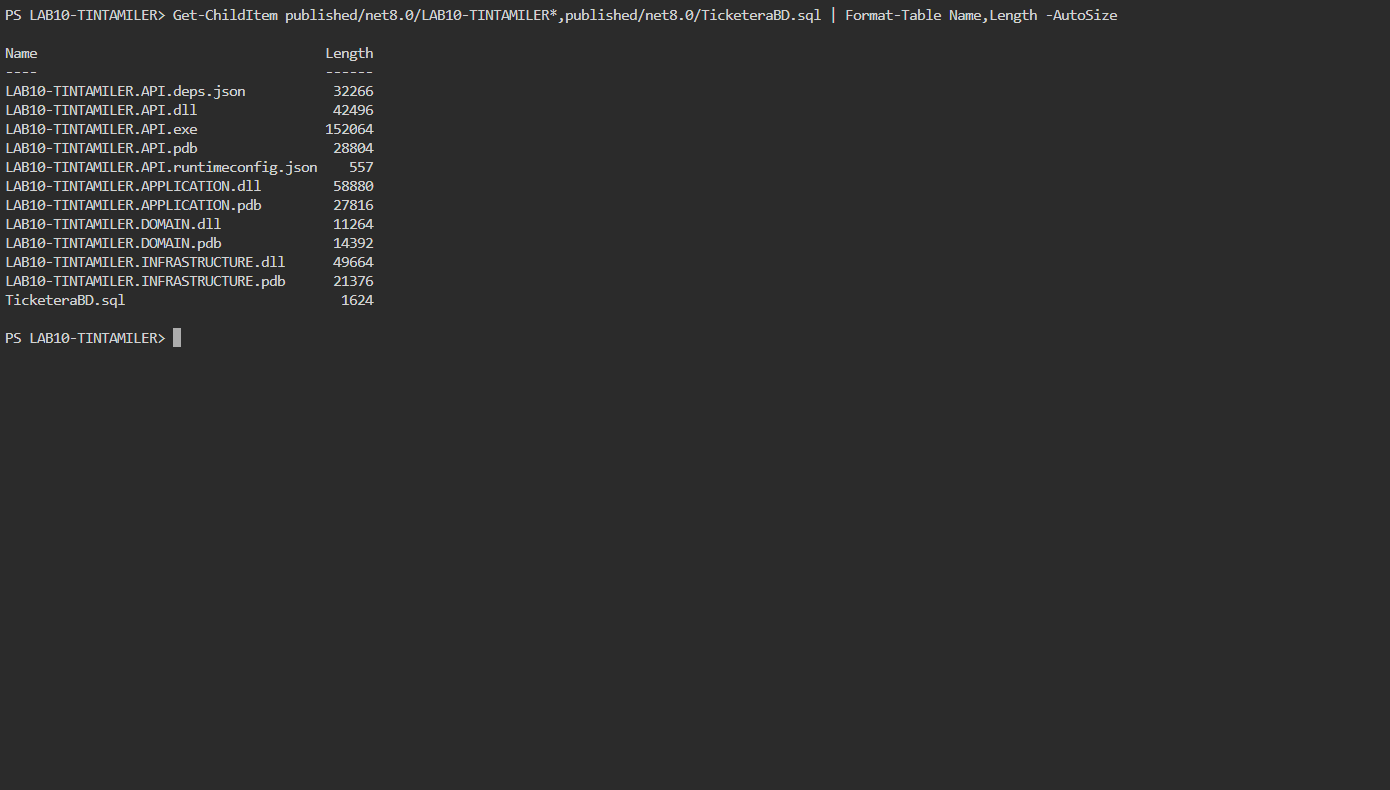 PS LAB10-TINTAMILER> Get-ChildItem published/net8.0/LAB10-TINTAMILER*,published/net8.0/TicketeraBD.sql | Format-Table Name,Length -AutoSize
Name                                    Length
----                                    ------
LAB10-TINTAMILER.API.deps.json           32266
LAB10-TINTAMILER.API.dll                 42496
LAB10-TINTAMILER.API.exe                152064
LAB10-TINTAMILER.API.pdb                 28804
LAB10-TINTAMILER.API.runtimeconfig.json    557
LAB10-TINTAMILER.APPLICATION.dll         58880
LAB10-TINTAMILER.APPLICATION.pdb         27816
LAB10-TINTAMILER.DOMAIN.dll              11264
LAB10-TINTAMILER.DOMAIN.pdb              14392
LAB10-TINTAMILER.INFRASTRUCTURE.dll      49664
LAB10-TINTAMILER.INFRASTRUCTURE.pdb      21376
TicketeraBD.sql                           1624
PS LAB10-TINTAMILER>